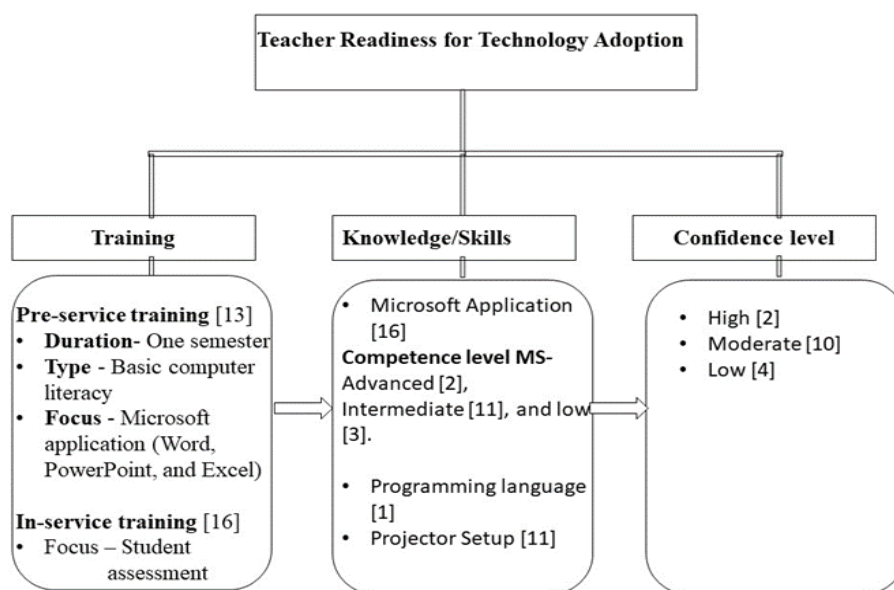 Teacher Readiness for Technology Adoption
Training
Pre-service training [13]
• Duration- One semester
• Type - Basic computer
literacy
• Focus - Microsoft
application (Word,
PowerPoint, and Excel)
In-service training [16]
• Focus – Student
assessment
Knowledge/Skills
• Microsoft Application
[16]
Competence level MS-
Advanced [2],
Intermediate [11], and low
[3].
• Programming language
[1]
• Projector Setup [11]
Confidence level
• High [2]
• Moderate [10]
• Low [4]